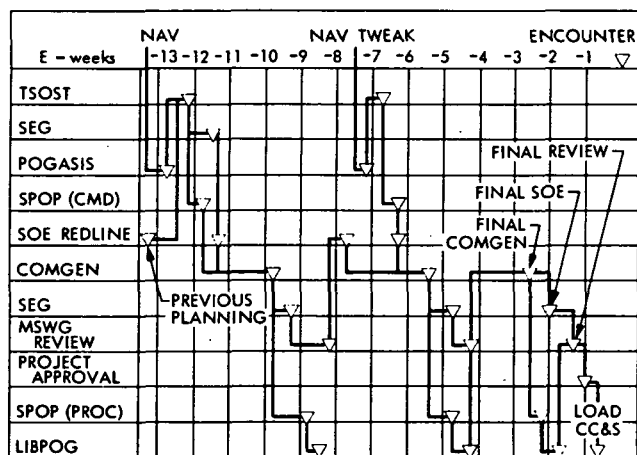 NAV NAV TWEAK ENCOUNTER
E - weeks -13 -12 -11 -10 -9 -8 -7 -6 -5 -4 -3 -2 -1
TSOST
SEG
POGASIS
FINAL REVIEW
SPOP (CMD)
FINAL SOE
SOE REDLINE
FINAL
COMGEN
COMGEN
PREVIOUS
PLANNING
SEG
MSWG
REVIEW
PROJECT
APPROVAL
SPOP (PROC)
LOAD
CC&S
LIBPOG